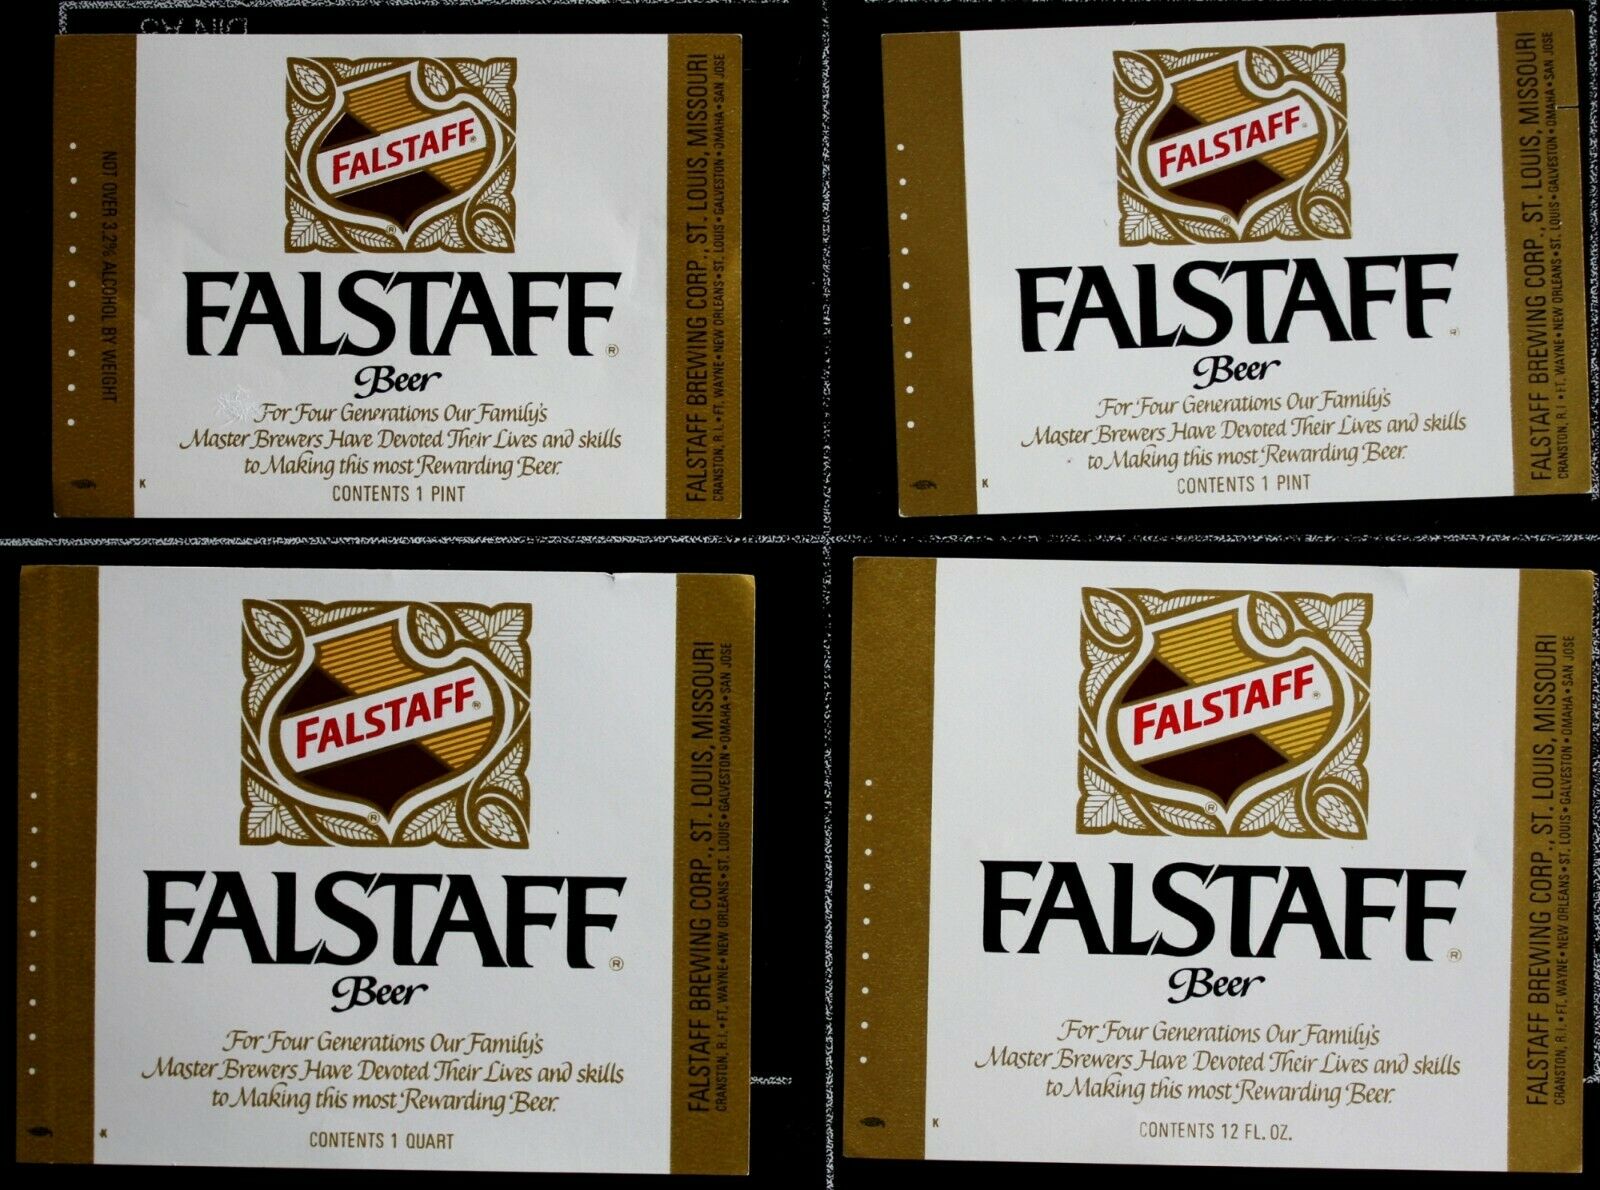 DIN A5
NOT OVER 3.2% ALCOHOL BY WEIGHT
FALSTAFF®
®
FALSTAFF®
Beer
For Four Generations Our Family's
Master Brewers Have Devoted Their Lives and skills
to Making this most Rewarding Beer.
CONTENTS 1 PINT
K
FALSTAFF BREWING CORP., ST. LOUIS, MISSOURI
CRANSTON, R.I. • FT. WAYNE • NEW ORLEANS • ST. LOUIS • GALVESTON • OMAHA • SAN JOSE
FALSTAFF®
®
FALSTAFF®
Beer
For Four Generations Our Family's
Master Brewers Have Devoted Their Lives and skills
to Making this most Rewarding Beer.
CONTENTS 1 PINT
K
FALSTAFF BREWING CORP., ST. LOUIS, MISSOURI
CRANSTON, R.I. • FT. WAYNE • NEW ORLEANS • ST. LOUIS • GALVESTON • OMAHA • SAN JOSE
FALSTAFF®
®
FALSTAFF®
Beer
For Four Generations Our Family's
Master Brewers Have Devoted Their Lives and skills
to Making this most Rewarding Beer.
CONTENTS 1 QUART
K
FALSTAFF BREWING CORP., ST. LOUIS, MISSOURI
CRANSTON, R.I. • FT. WAYNE • NEW ORLEANS • ST. LOUIS • GALVESTON • OMAHA • SAN JOSE
FALSTAFF®
®
FALSTAFF®
Beer
For Four Generations Our Family's
Master Brewers Have Devoted Their Lives and skills
to Making this most Rewarding Beer.
CONTENTS 12 FL. OZ.
K
FALSTAFF BREWING CORP., ST. LOUIS, MISSOURI
CRANSTON, R.I. • FT. WAYNE • NEW ORLEANS • ST. LOUIS • GALVESTON • OMAHA • SAN JOSE